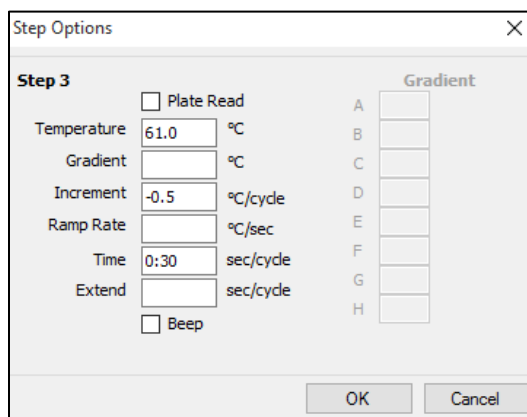 Step Options
Step 3
Gradient
Plate Read
A
Temperature 61.0 °C
B
Gradient °C
C
Increment -0.5 °C/cycle
D
Ramp Rate °C/sec
E
Time 0:30 sec/cycle
F
Extend sec/cycle
G
H
Beep
OK Cancel